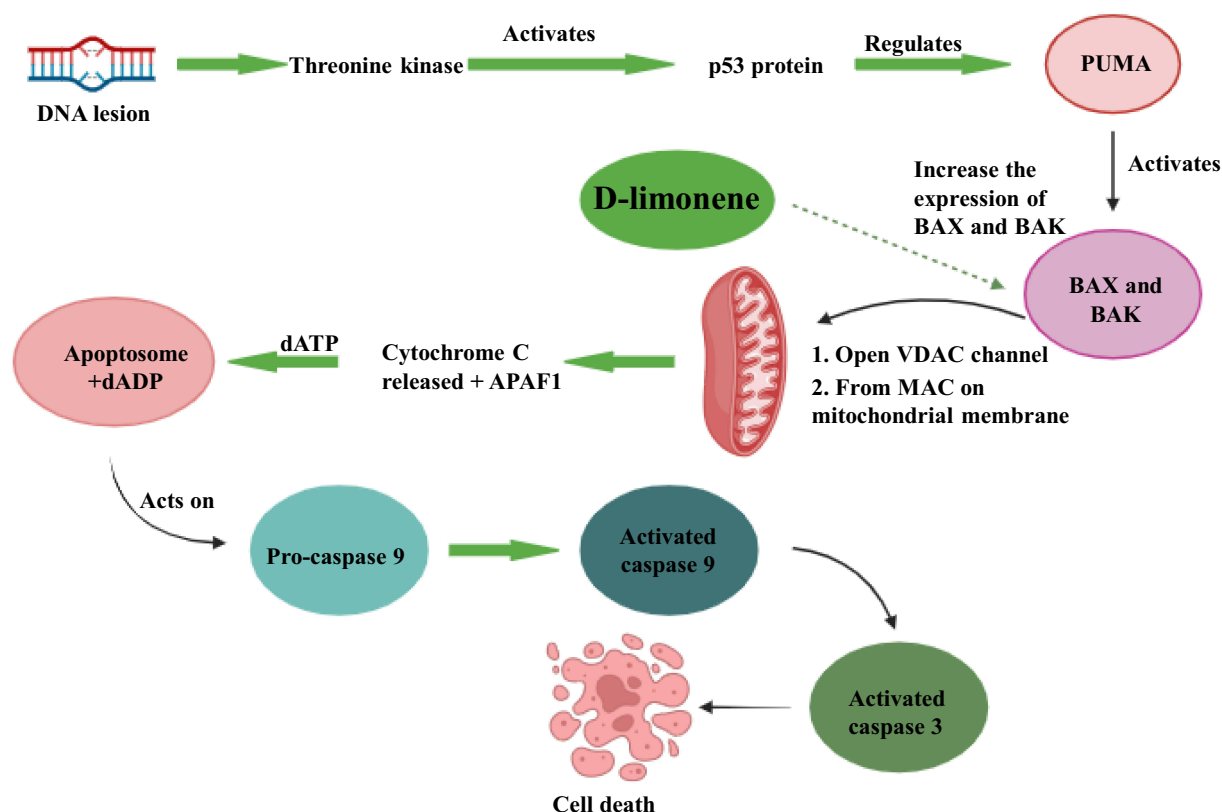 DNA lesion
Threonine kinase
Activates
p53 protein
Regulates
PUMA
Activates
D-limonene
Increase the
expression of
BAX and BAK
BAX and
BAK
1. Open VDAC channel
2. From MAC on
mitochondrial membrane
Cytochrome C
released + APAF1
dATP
Apoptosome
+dADP
Acts on
Pro-caspase 9
Activated
caspase 9
Activated
caspase 3
Cell death